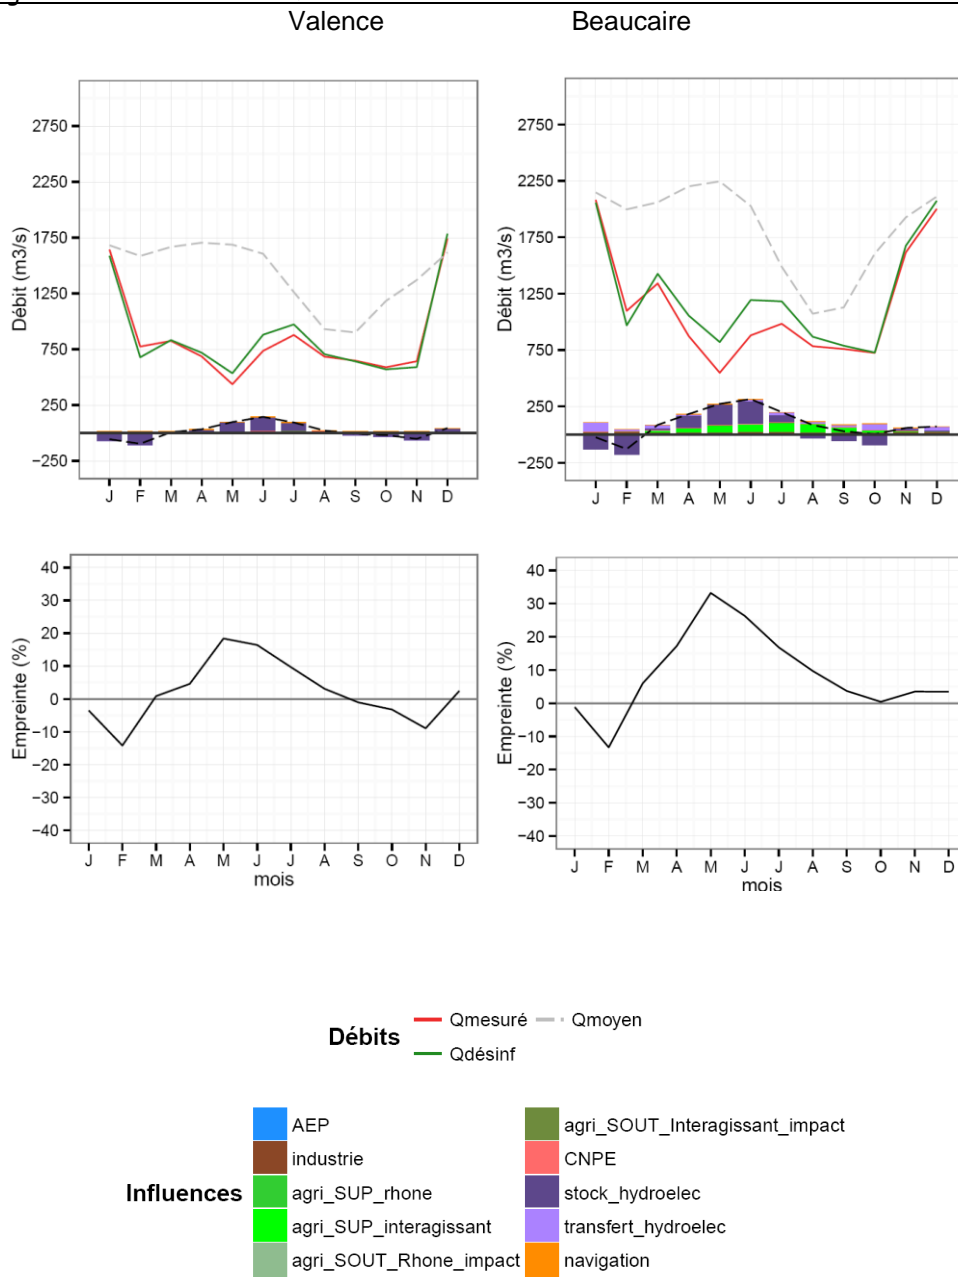 Valence Beaucaire
Débit (m3/s)
2750
2250
1750
1250
750
250
−250
J F M A M J J A S O N D
Débit (m3/s)
2750
2250
1750
1250
750
250
−250
J F M A M J J A S O N D
Empreinte (%)
40
30
20
10
0
−10
−20
−30
−40
J F M A M J J A S O N D
mois
Empreinte (%)
40
30
20
10
0
−10
−20
−30
−40
J F M A M J J A S O N D
mois
Débits
Qmesuré Qmoyen
Qdésinf
Influences
AEP
industrie
agri_SUP_rhone
agri_SUP_interagissant
agri_SOUT_Rhone_impact
agri_SOUT_Interagissant_impact
CNPE
stock_hydroelec
transfert_hydroelec
navigation